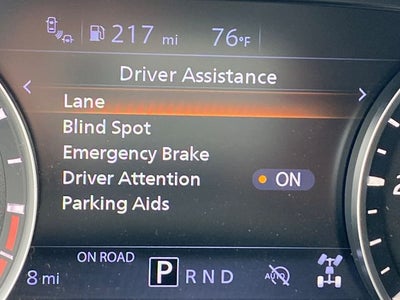 217 mi 76°F
Driver Assistance
Lane
Blind Spot
Emergency Brake
Driver Attention ON
Parking Aids
ON ROAD
8 mi P R N D AUTO